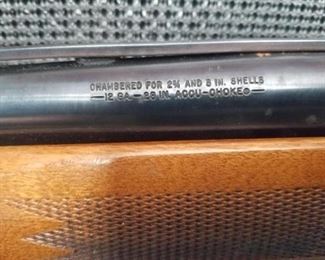 CHAMBERED FOR 2¾ AND 3 IN. SHELLS
—12 GA.—28 IN. ACCU-CHOKE®—